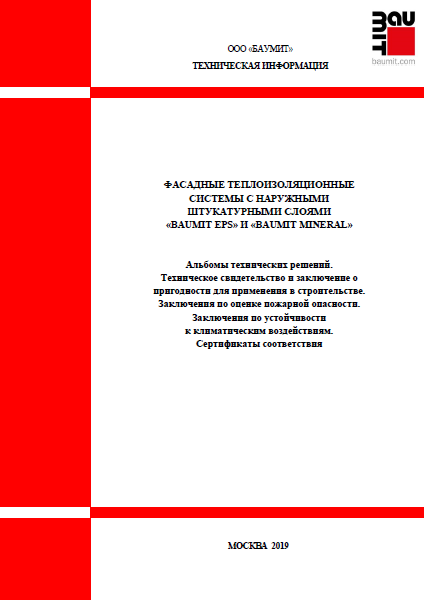 BAUMIT
baumit.com
ООО «БАУМИТ»
ТЕХНИЧЕСКАЯ ИНФОРМАЦИЯ
ФАСАДНЫЕ ТЕПЛОИЗОЛЯЦИОННЫЕ
СИСТЕМЫ С НАРУЖНЫМИ
ШТУКАТУРНЫМИ СЛОЯМИ
«BAUMIT EPS» И «BAUMIT MINERAL»
Альбомы технических решений.
Техническое свидетельство и заключение о
пригодности для применения в строительстве.
Заключения по оценке пожарной опасности.
Заключения по устойчивости
к климатическим воздействиям.
Сертификаты соответствия
МОСКВА 2019